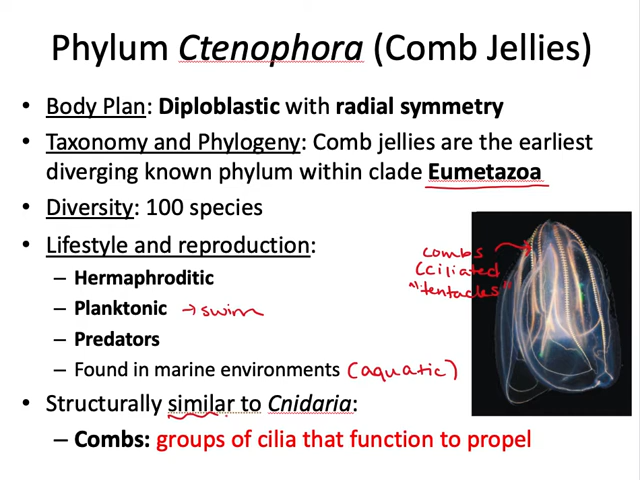 Phylum Ctenophora (Comb Jellies)
• Body Plan: Diploblastic with radial symmetry
• Taxonomy and Phylogeny: Comb jellies are the earliest
diverging known phylum within clade Eumetazoa
• Diversity: 100 species
• Lifestyle and reproduction:
– Hermaphroditic
– Planktonic → swim
– Predators
– Found in marine environments (aquatic)
• Structurally similar to Cnidaria:
– Combs: groups of cilia that function to propel
combs
(ciliated
"tentacles"